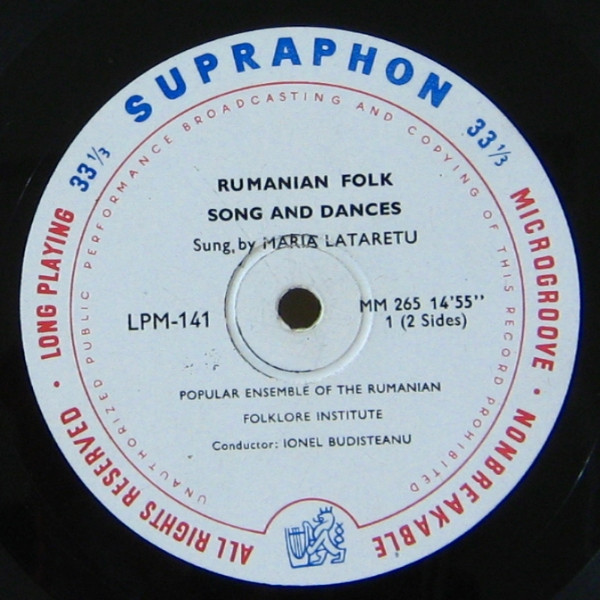 SUPRAPHON
33⅓
33⅓
LONG PLAYING
MICROGROOVE • NONBREAKABLE
ALL RIGHTS RESERVED •
UNAUTHORIZED PUBLIC PERFORMANCE BROADCASTING AND COPYING OF THIS RECORD PROHIBITED
RUMANIAN FOLK
SONG AND DANCES
Sung, by MARIA LATARETU
LPM-141
MM 265 14'55''
1 (2 Sides)
POPULAR ENSEMBLE OF THE RUMANIAN
FOLKLORE INSTITUTE
Conductor: IONEL BUDISTEANU